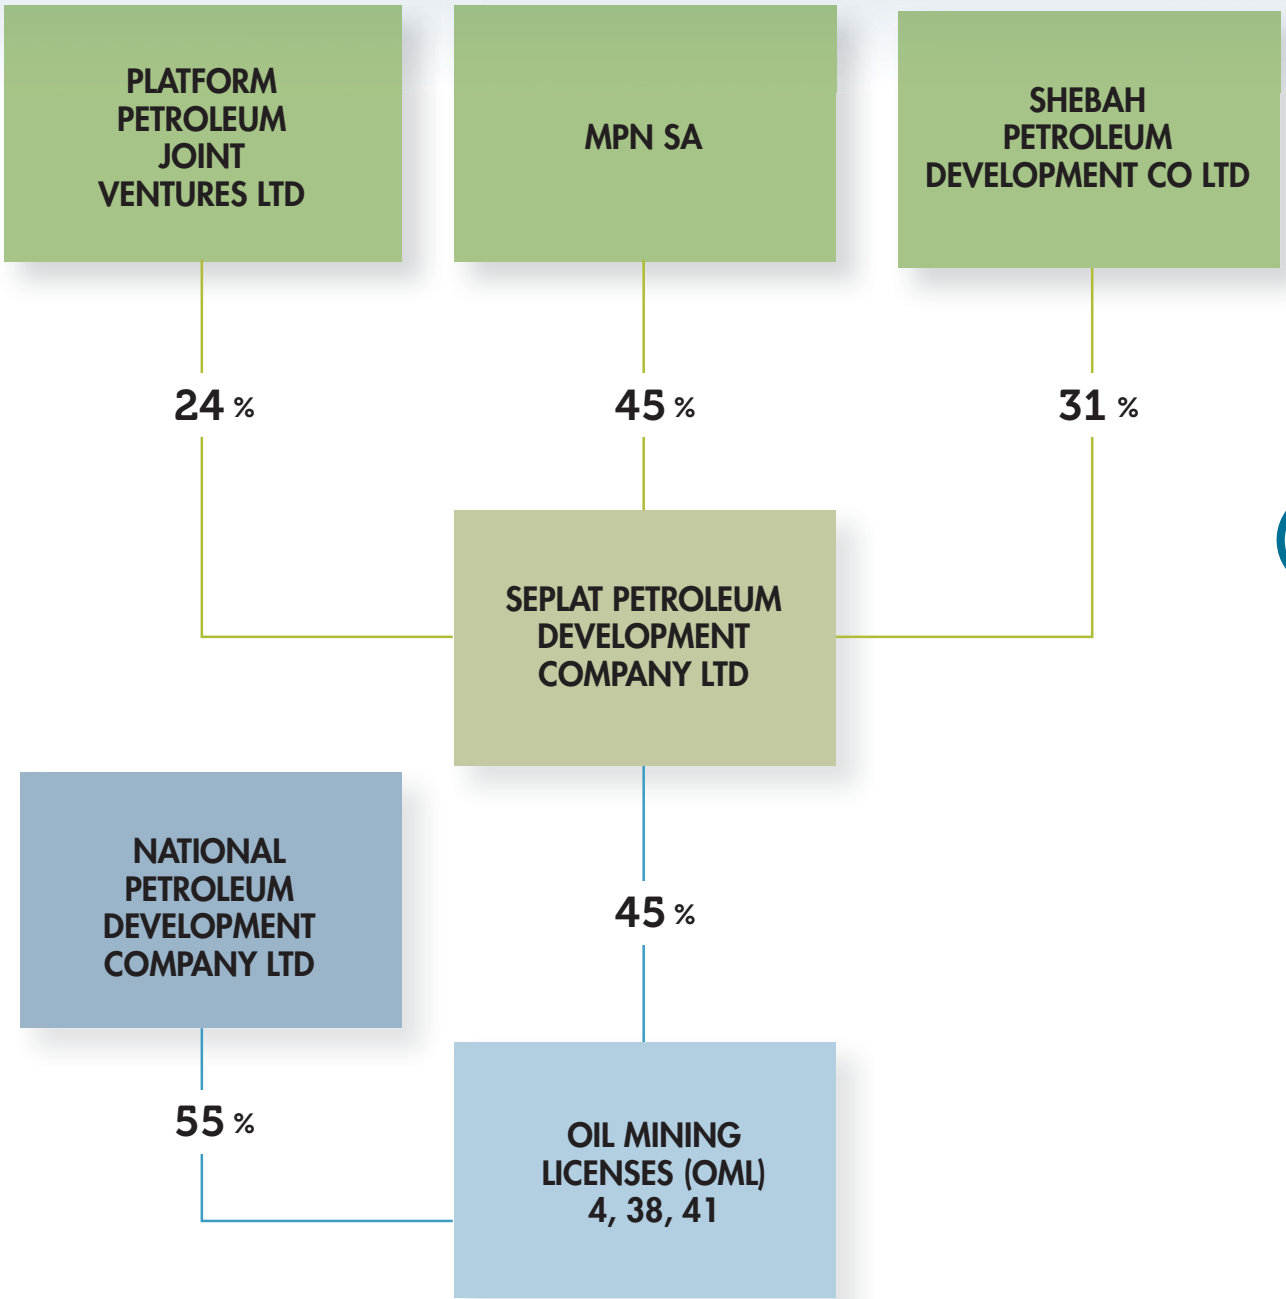 PLATFORM
PETROLEUM
JOINT
VENTURES LTD
MPN SA
SHEBAH
PETROLEUM
DEVELOPMENT CO LTD
24 %
45 %
31 %
SEPLAT PETROLEUM
DEVELOPMENT
COMPANY LTD
NATIONAL
PETROLEUM
DEVELOPMENT
COMPANY LTD
45 %
55 %
OIL MINING
LICENSES (OML)
4, 38, 41